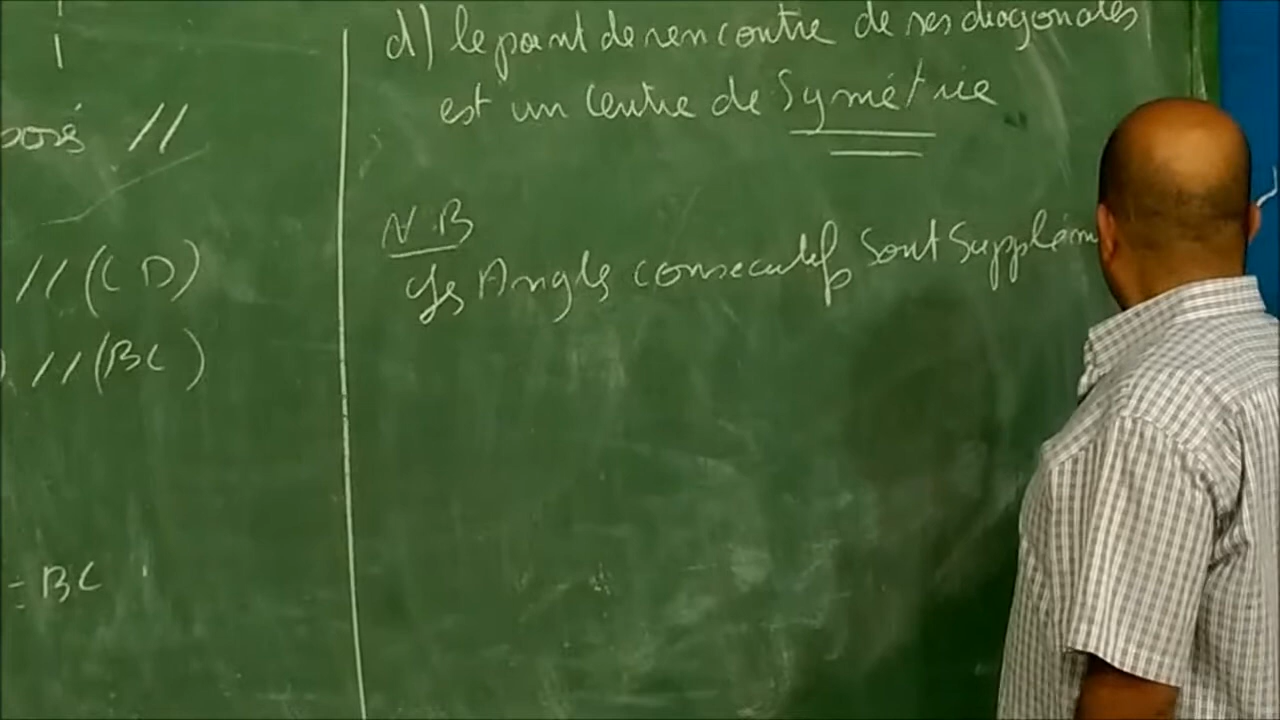 posé //
// (CD)
) // (BC)
= BC
d) le point de rencontre de ses diagonales
est un Centre de Symétrie
N.B
Les Angles consecutifs sont Supplém